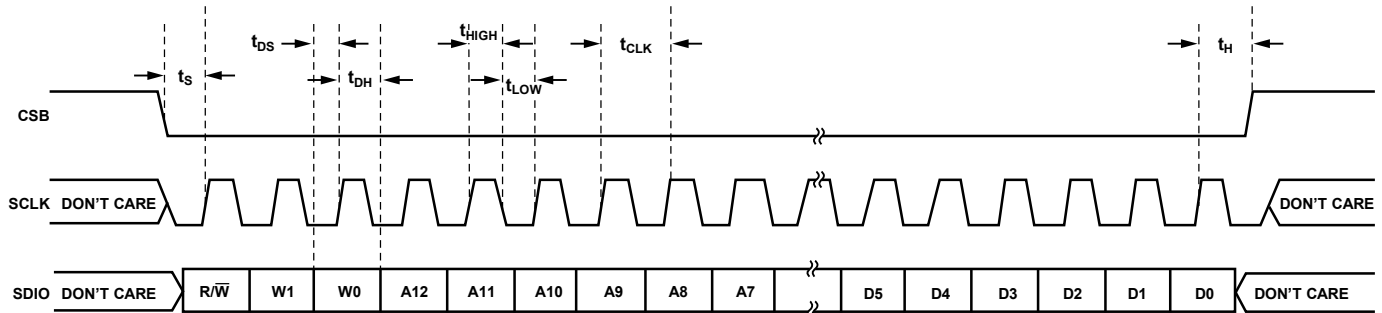 tHIGH
tDS tCLK tH
tS tDH tLOW
CSB
SCLK DON'T CARE DON'T CARE
SDIO DON'T CARE R/W̅ W1 W0 A12 A11 A10 A9 A8 A7 D5 D4 D3 D2 D1 D0 DON'T CARE